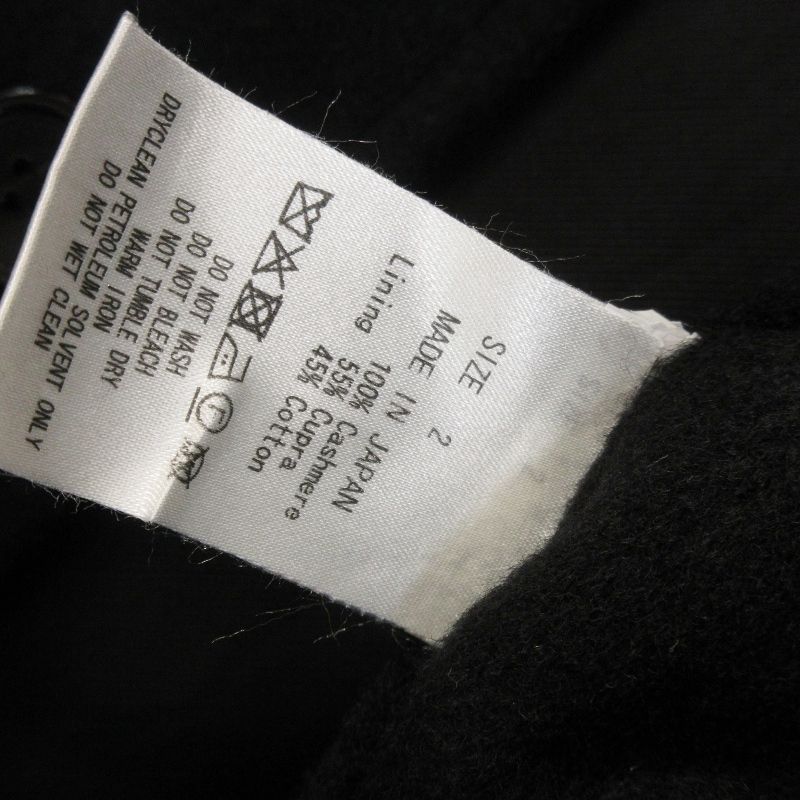 SIZE 2
MADE IN JAPAN
100% Cashmere
Lining 55% Cupra
45% Cotton
DO NOT WASH
DO NOT BLEACH
DO NOT TUMBLE DRY
WARM IRON
DRYCLEAN PETROLEUM SOLVENT ONLY
DO NOT WET CLEAN